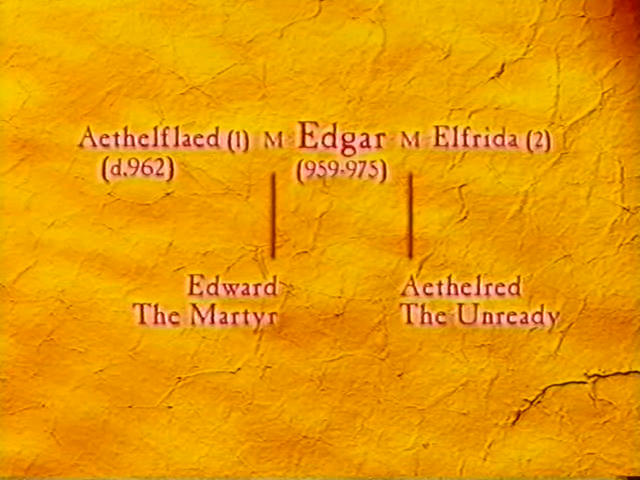 Aethelflaed (1) M Edgar M Elfrida (2)
(d.962) (959-975)
Edward Aethelred
The Martyr The Unready